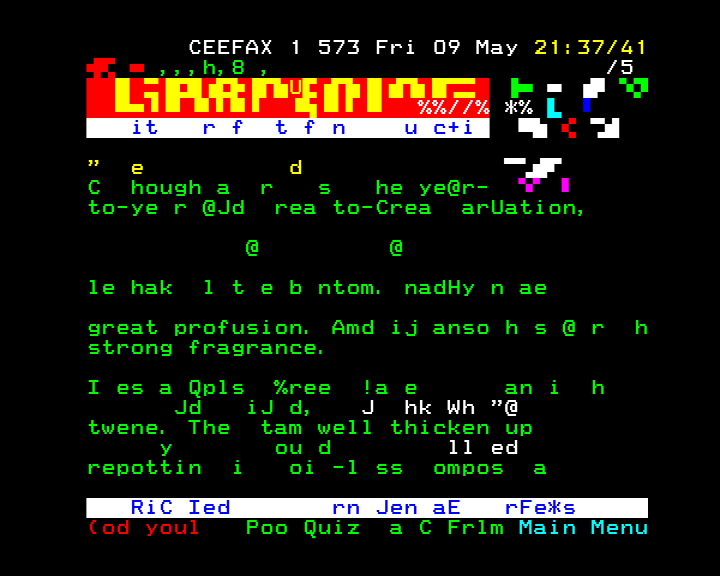 CEEFAX 1 573 Fri 09 May 21:37/41
,,,h,8 , /5
GARDENING
%%//% *%
it r f t f n u c+i
” e d
C hough a r s he ye@r-
to-ye r @Jd rea to-Crea arUation,
@ @
le hak l t e b ntom. nadHy n ae
great profusion. Amd ij anso h s @ r h
strong fragrance.
I es a Qpls %ree !a e an i h
Jd iJ d, J hk Wh ”@
twene. The tam well thicken up
y ou d ll ed
repottin i oi -l ss ompos a
RiC Ied rn Jen aE rFe*s
(od youl Poo Quiz a C Frlm Main Menu